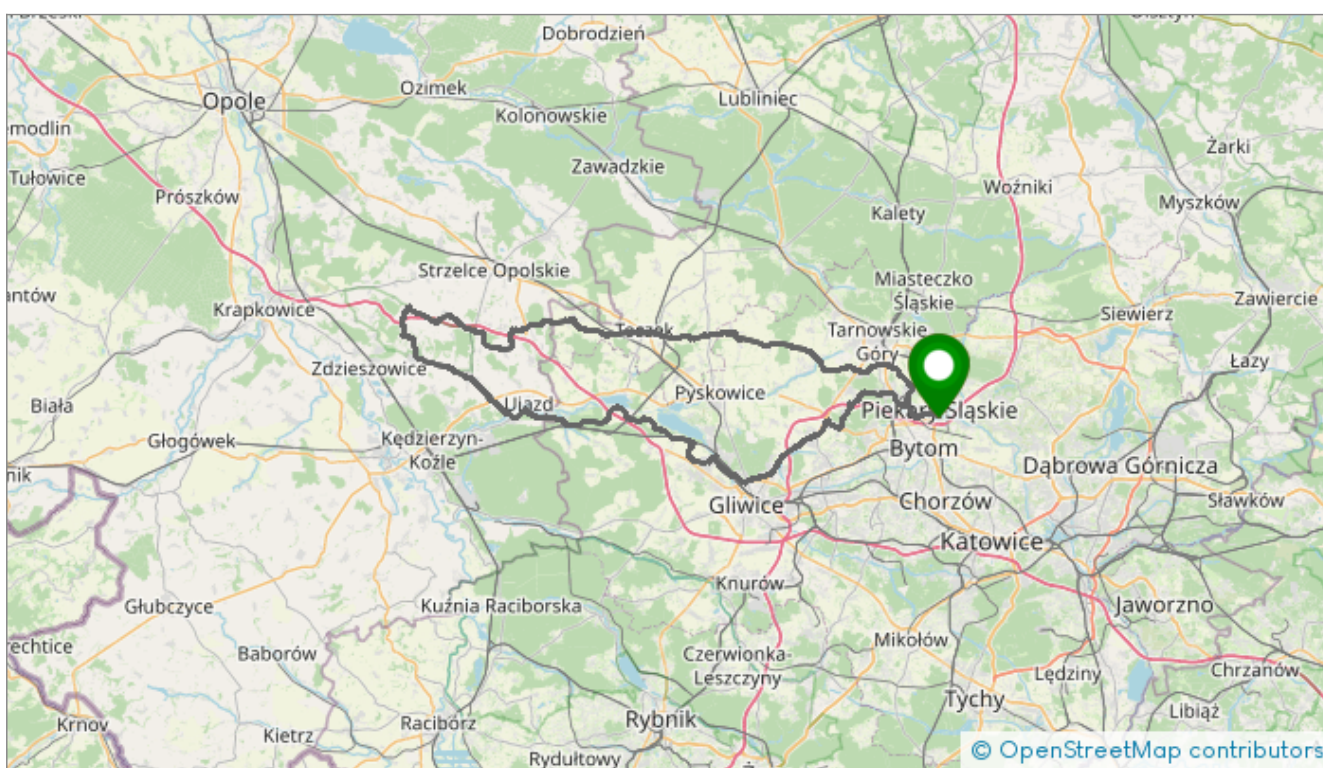 Dobrodzień
Ozimek
Opole
Lubliniec
Kolonowskie
emodlin
Żarki
Zawadzkie
Tułowice
Woźniki
Prószków
Myszków
Kalety
Strzelce Opolskie
Miasteczko
Śląskie
antów
Zawiercie
Krapkowice
Siewierz
Toszek
Tarnowskie
Góry
Łazy
Zdzieszowice
Pyskowice
Ujazd
Biała
Piekary Śląskie
Głogówek
Kędzierzyn-
Koźle
Bytom
Dąbrowa Górnicza
nik
Sławków
Gliwice
Chorzów
Katowice
Knurów
Głubczyce
Kuźnia Raciborska
Jaworzno
rechtice
Mikołów
Baborów
Czerwionka-
Leszczyny
Lędziny
Chrzanów
Tychy
Krnov
Racibórz
Rybnik
Libiąż
Kietrz
Rydułtowy
© OpenStreetMap contributors